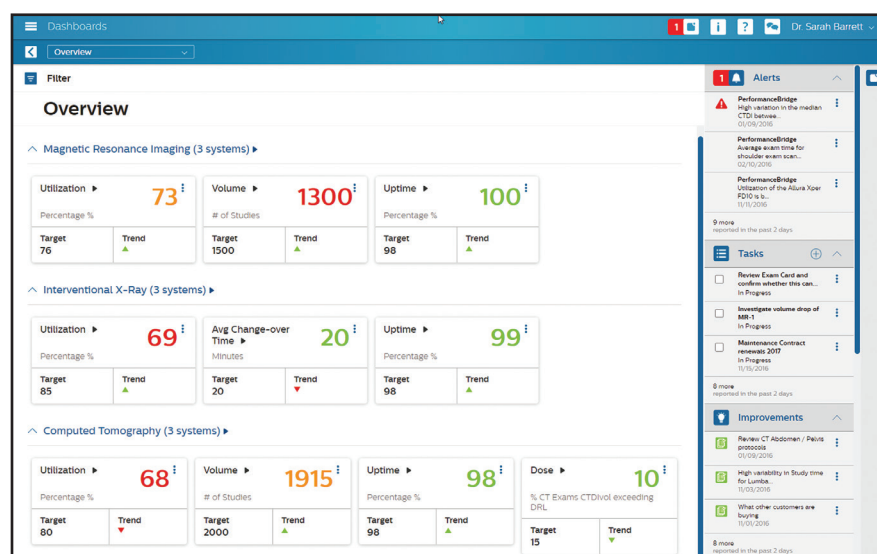 Dashboards
1
i
?
Dr. Sarah Barrett
Overview
Filter
Overview
Magnetic Resonance Imaging (3 systems)
Utilization
73
Percentage %
Target
76
Trend
Volume
1300
# of Studies
Target
1500
Trend
Uptime
100
Percentage %
Target
98
Trend
Interventional X-Ray (3 systems)
Utilization
69
Percentage %
Target
85
Trend
Avg Change-over
Time
20
Minutes
Target
20
Trend
Uptime
99
Percentage %
Target
98
Trend
Computed Tomography (3 systems)
Utilization
68
Percentage %
Target
80
Trend
Volume
1915
# of Studies
Target
2000
Trend
Uptime
98
Percentage %
Target
98
Trend
Dose
10
% CT Exams CTDIvol exceeding
DRL
Target
15
Trend
1
Alerts
PerformanceBridge
High variation in the median
CTDI betwee...
01/09/2016
PerformanceBridge
Average exam time for
shoulder exam scan...
02/10/2016
PerformanceBridge
Utilization of the Allura Xper
FD10 is b...
11/11/2016
9 more
reported in the past 2 days
Tasks
Review Exam Card and
confirm whether this can...
In Progress
Investigate volume drop of
MR-1
In Progress
Maintenance Contract
renewals 2017
In Progress
11/15/2016
8 more
reported in the past 2 days
Improvements
Review CT Abdomen / Pelvis
protocols
01/09/2016
High variability in Study time
for Lumba...
11/03/2016
What other customers are
buying
11/01/2016
8 more
reported in the past 2 days